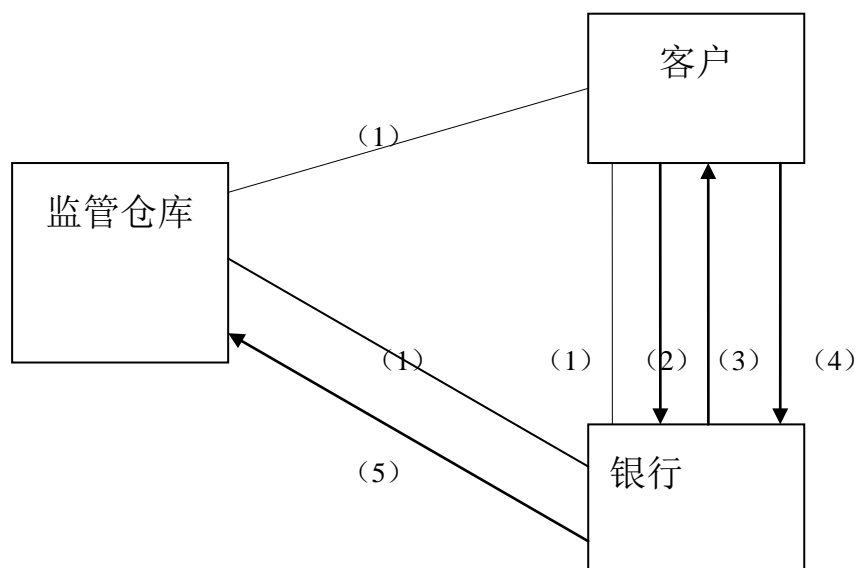 客户
（1）
监管仓库
（1）
（1）
（2）
（3）
（4）
（5）
银行